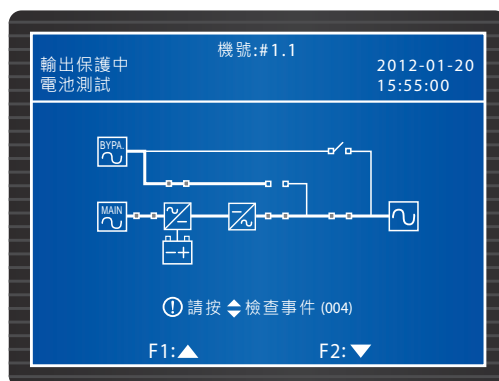 機號:#1.1
輸出保護中
電池測試
2012-01-20
15:55:00
BYPA.
MAIN
請按 檢查事件 (004)
F1:
F2: